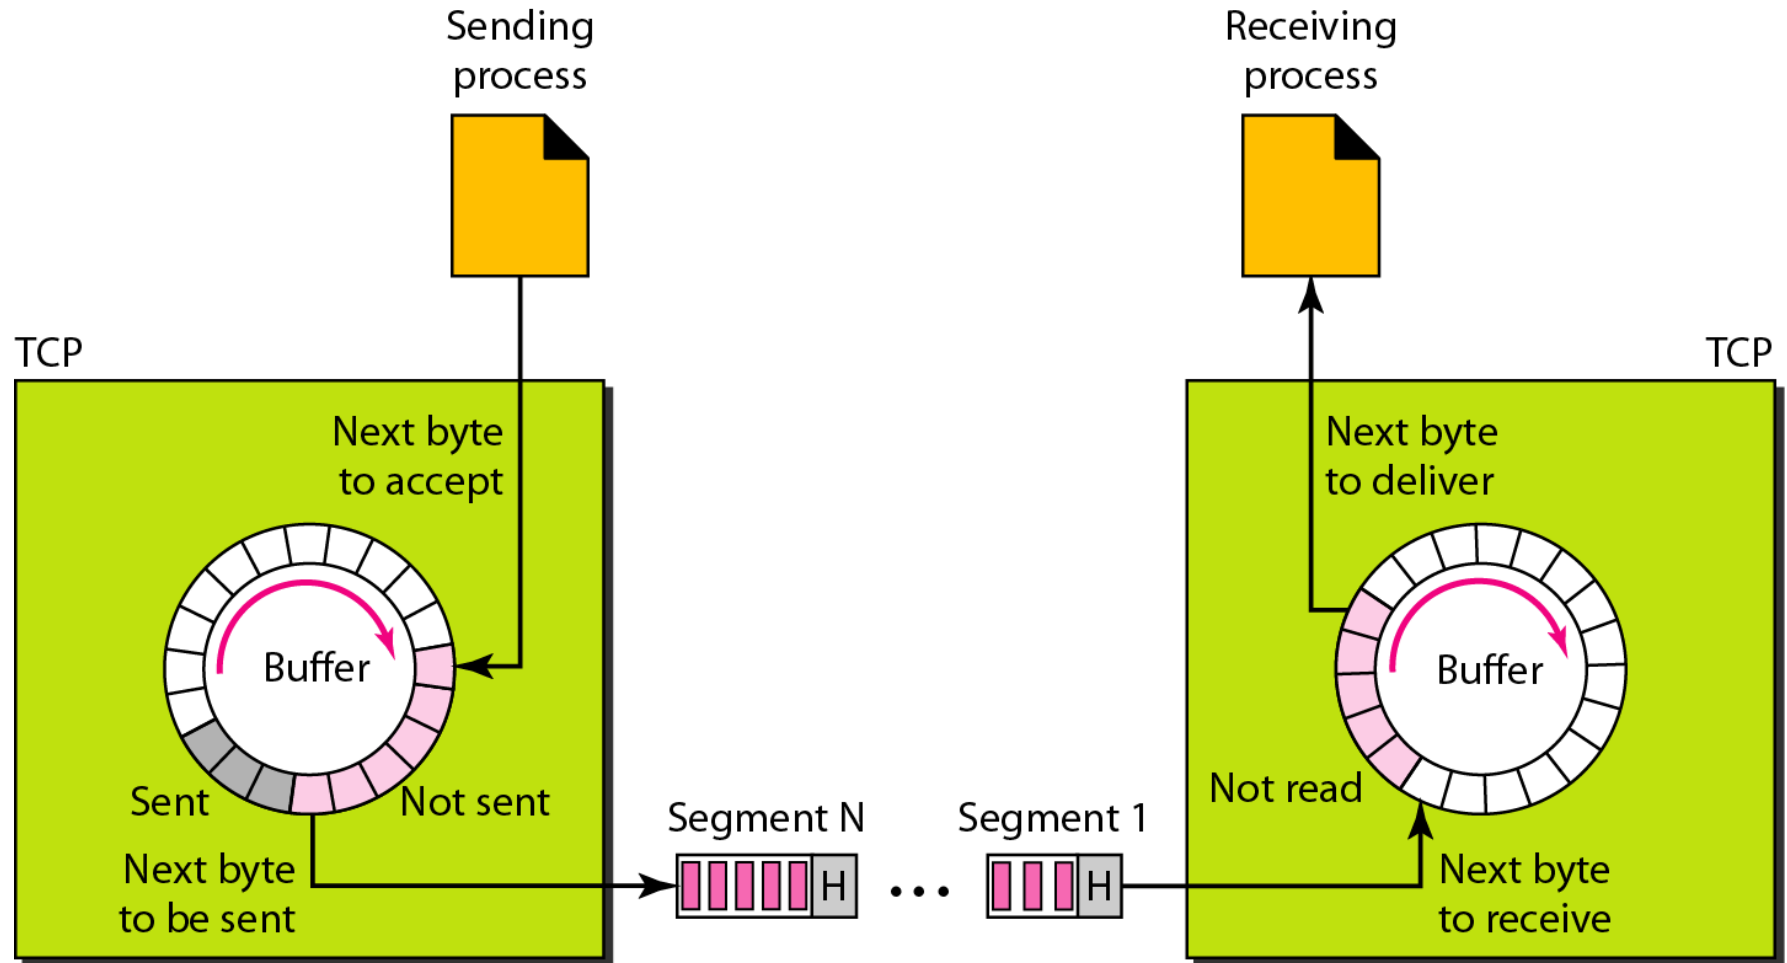 Sending
process
Receiving
process
TCP
TCP
Next byte
to accept
Next byte
to deliver
Buffer
Buffer
Sent
Not sent
Not read
Segment N
Segment 1
Next byte
to be sent
H
...
H
Next byte
to receive